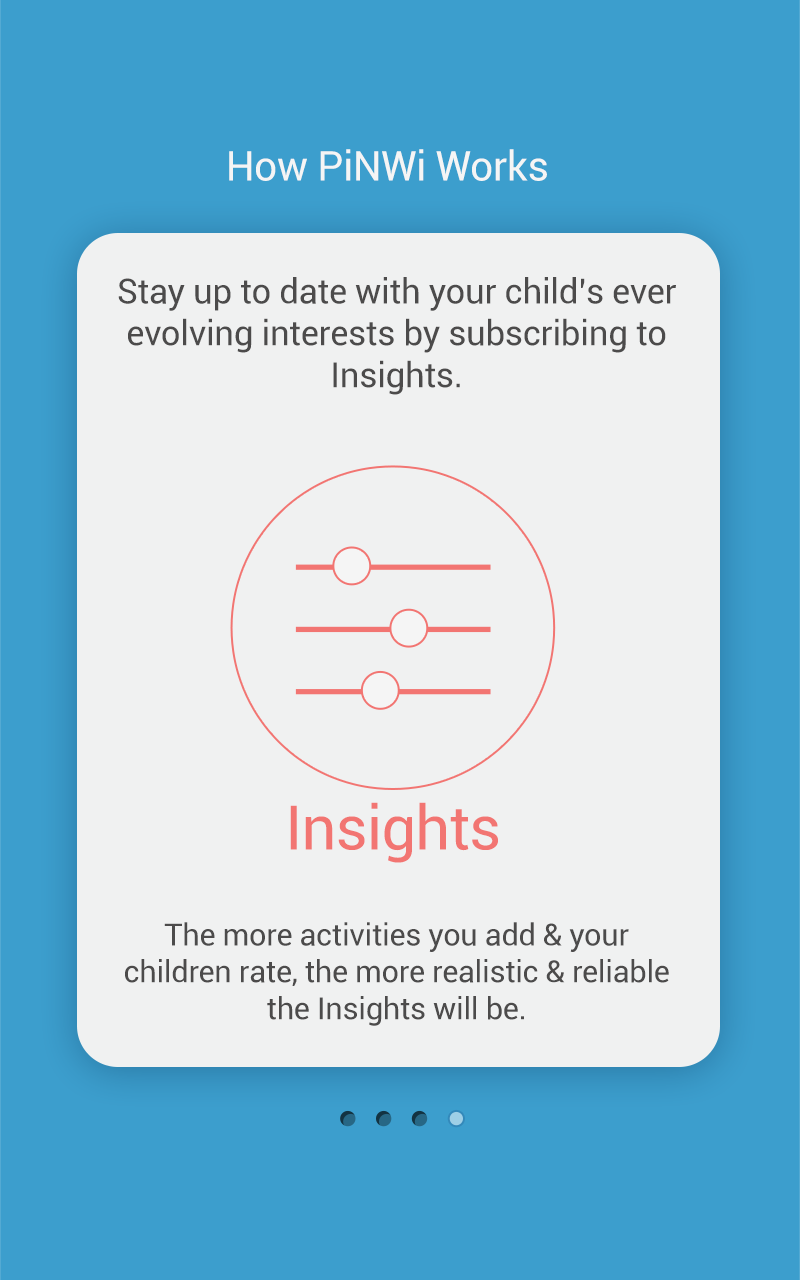 How PiNWi Works
Stay up to date with your child's ever
evolving interests by subscribing to
Insights.
Insights
The more activities you add & your
children rate, the more realistic & reliable
the Insights will be.